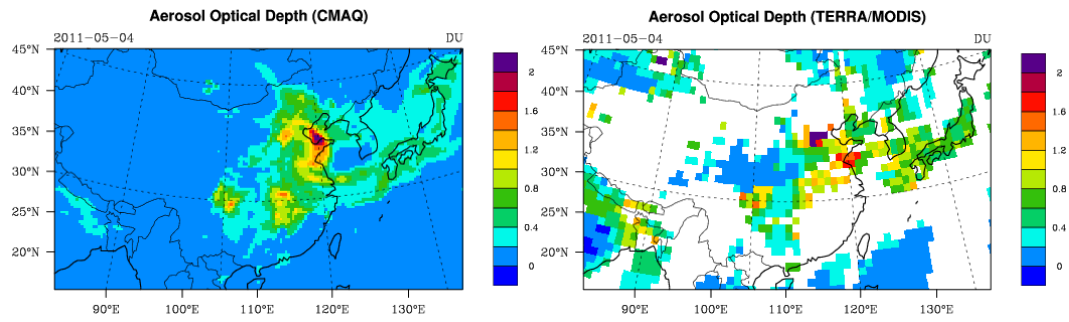 Aerosol Optical Depth (CMAQ)
2011-05-04 DU
45°N
40°N
35°N
30°N
25°N
20°N
90°E 100°E 110°E 120°E 130°E
2
1.6
1.2
0.8
0.4
0
Aerosol Optical Depth (TERRA/MODIS)
2011-05-04 DU
45°N
40°N
35°N
30°N
25°N
20°N
90°E 100°E 110°E 120°E 130°E
2
1.6
1.2
0.8
0.4
0